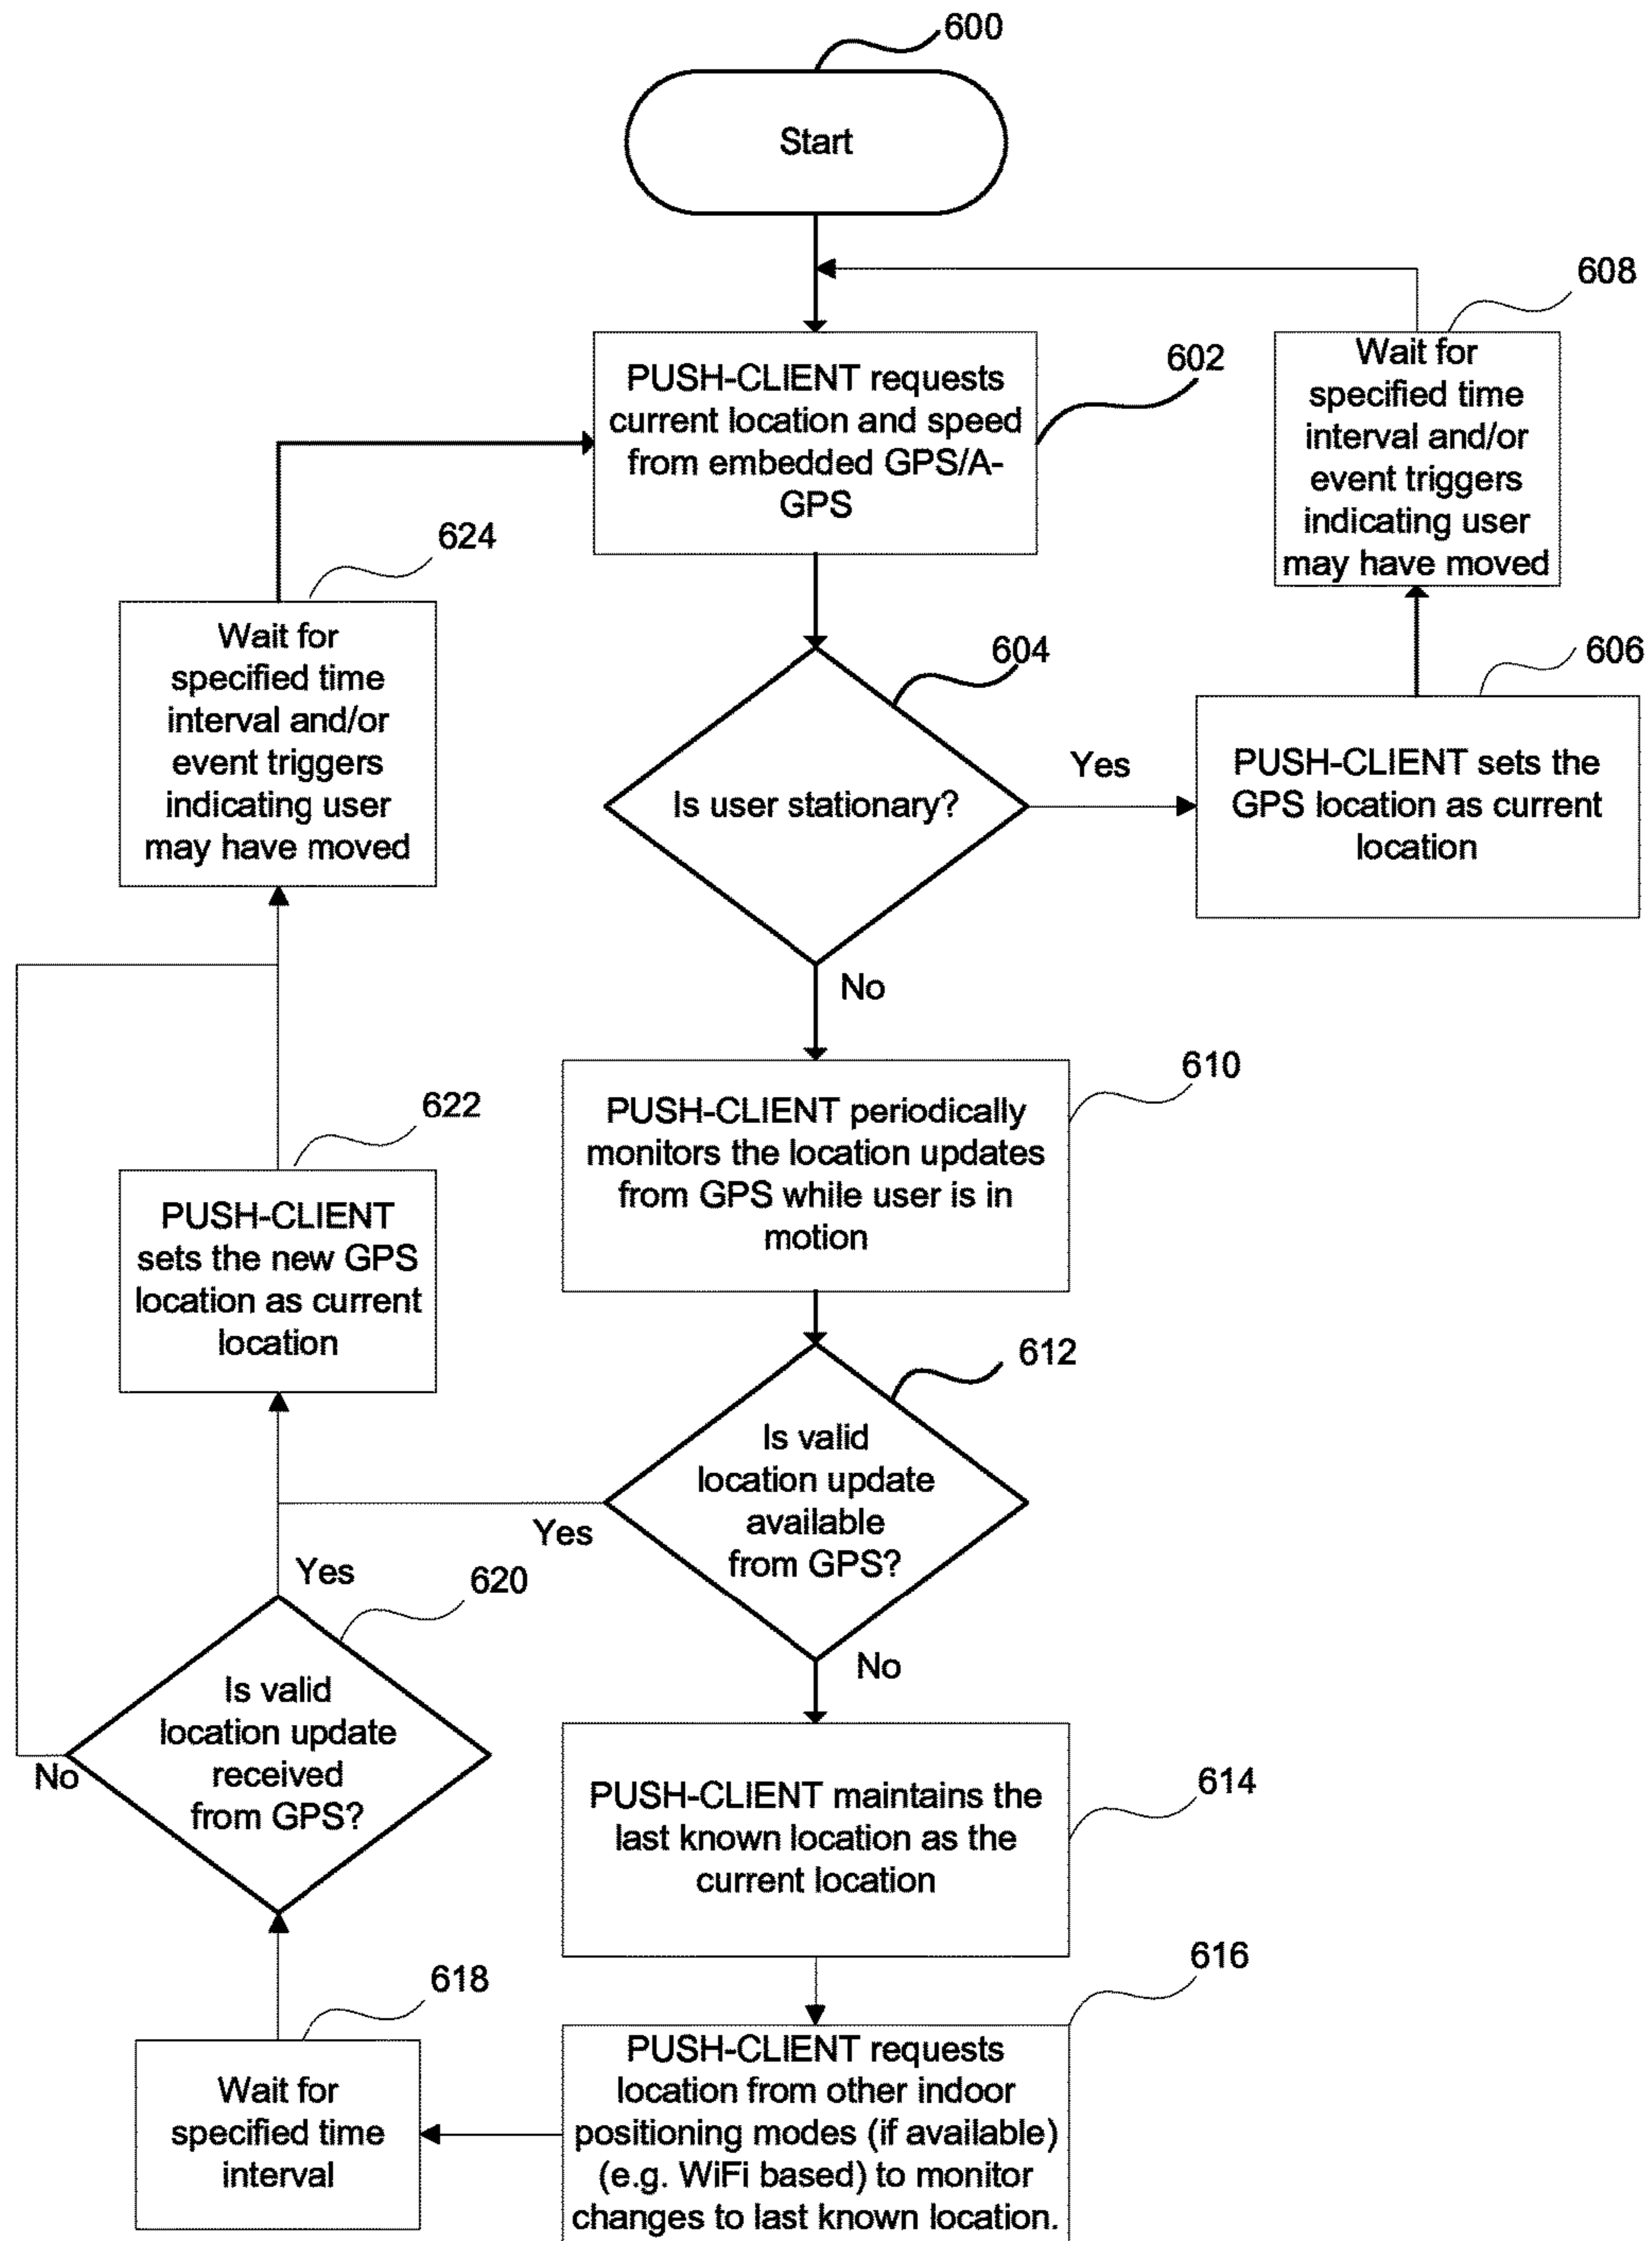 600
Start
608
Wait for
specified time
interval and/or
event triggers
indicating user
may have moved
602
PUSH-CLIENT requests
current location and speed
from embedded GPS/A-
GPS
624
Wait for
specified time
interval and/or
event triggers
indicating user
may have moved
604
Is user stationary?
Yes
606
PUSH-CLIENT sets the
GPS location as current
location
No
610
PUSH-CLIENT periodically
monitors the location updates
from GPS while user is in
motion
622
PUSH-CLIENT
sets the new GPS
location as current
location
612
Is valid
location update
available
from GPS?
Yes
Yes
620
Is valid
location update
received
from GPS?
No
No
614
PUSH-CLIENT maintains the
last known location as the
current location
616
PUSH-CLIENT requests
location from other indoor
positioning modes (if available)
(e.g. WiFi based) to monitor
changes to last known location.
618
Wait for
specified time
interval